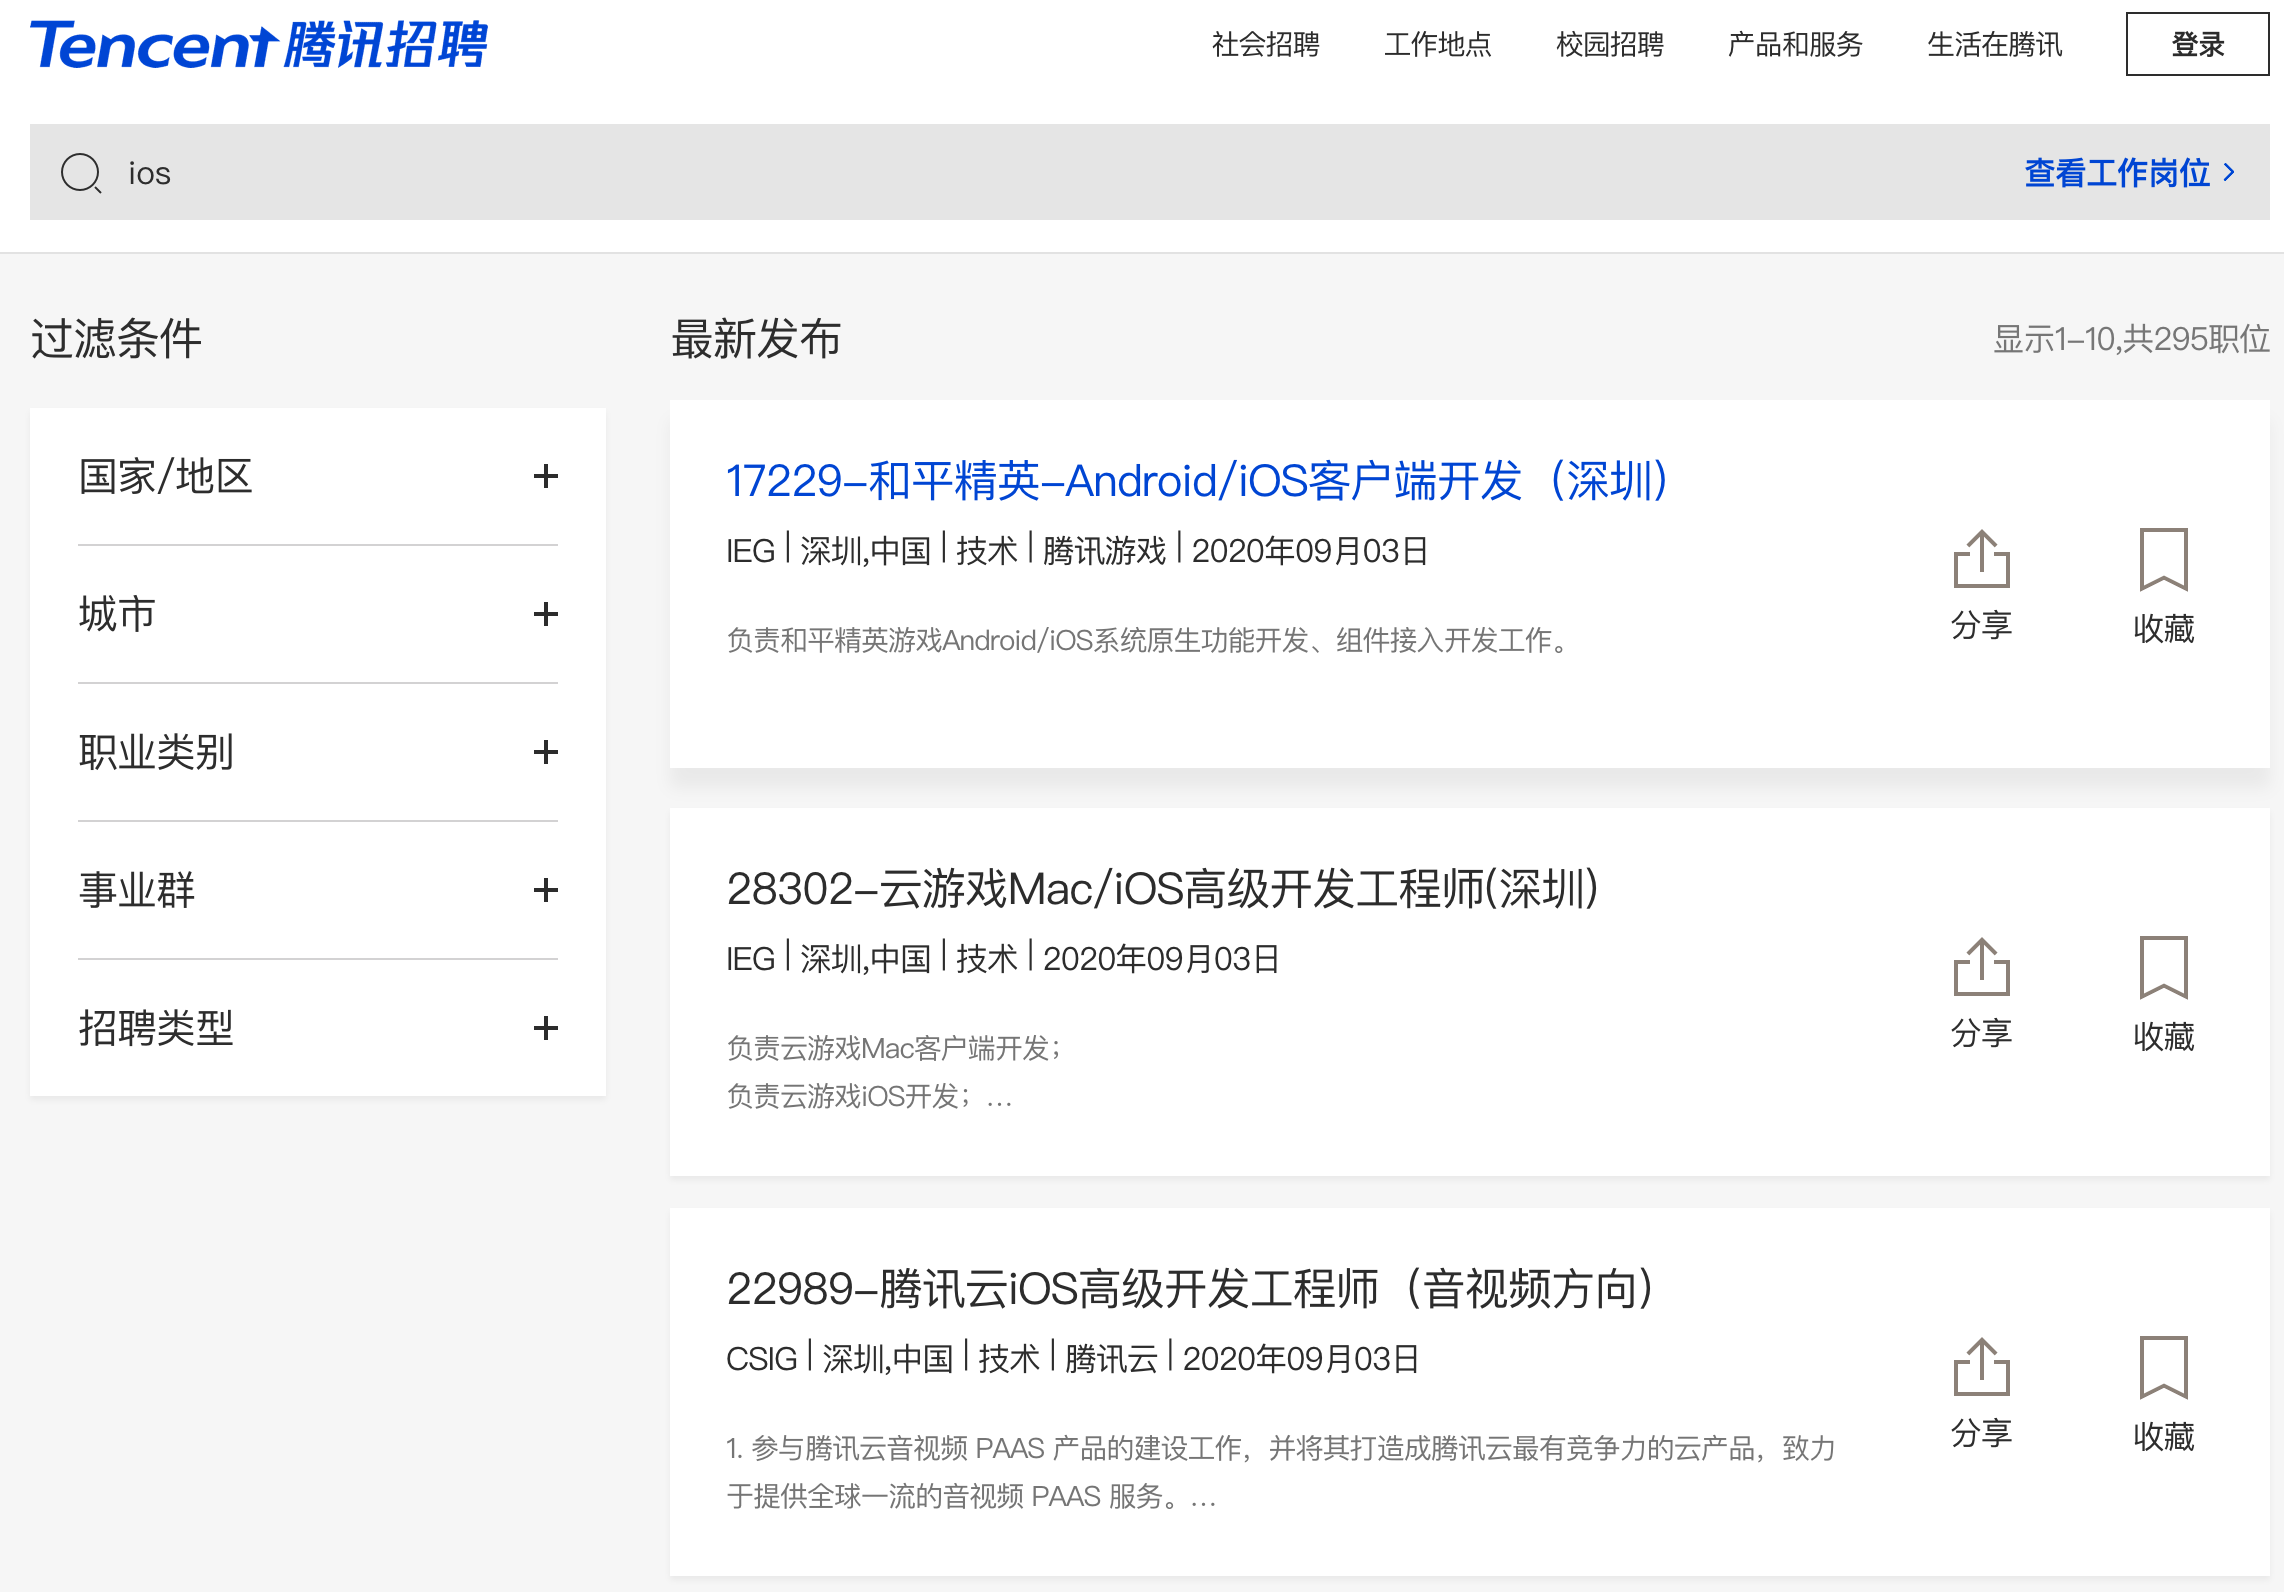 Tencent腾讯招聘
社会招聘 工作地点 校园招聘 产品和服务 生活在腾讯 登录
ios
查看工作岗位 >
过滤条件
国家/地区 +
城市 +
职业类别 +
事业群 +
招聘类型 +
最新发布
显示1-10,共295职位
17229-和平精英-Android/iOS客户端开发（深圳）
IEG | 深圳,中国 | 技术 | 腾讯游戏 | 2020年09月03日
负责和平精英游戏Android/iOS系统原生功能开发、组件接入开发工作。
分享 收藏
28302-云游戏Mac/iOS高级开发工程师(深圳)
IEG | 深圳,中国 | 技术 | 2020年09月03日
负责云游戏Mac客户端开发；
负责云游戏iOS开发；...
分享 收藏
22989-腾讯云iOS高级开发工程师（音视频方向）
CSIG | 深圳,中国 | 技术 | 腾讯云 | 2020年09月03日
1. 参与腾讯云音视频 PAAS 产品的建设工作，并将其打造成腾讯云最有竞争力的云产品，致力
于提供全球一流的音视频 PAAS 服务。...
分享 收藏